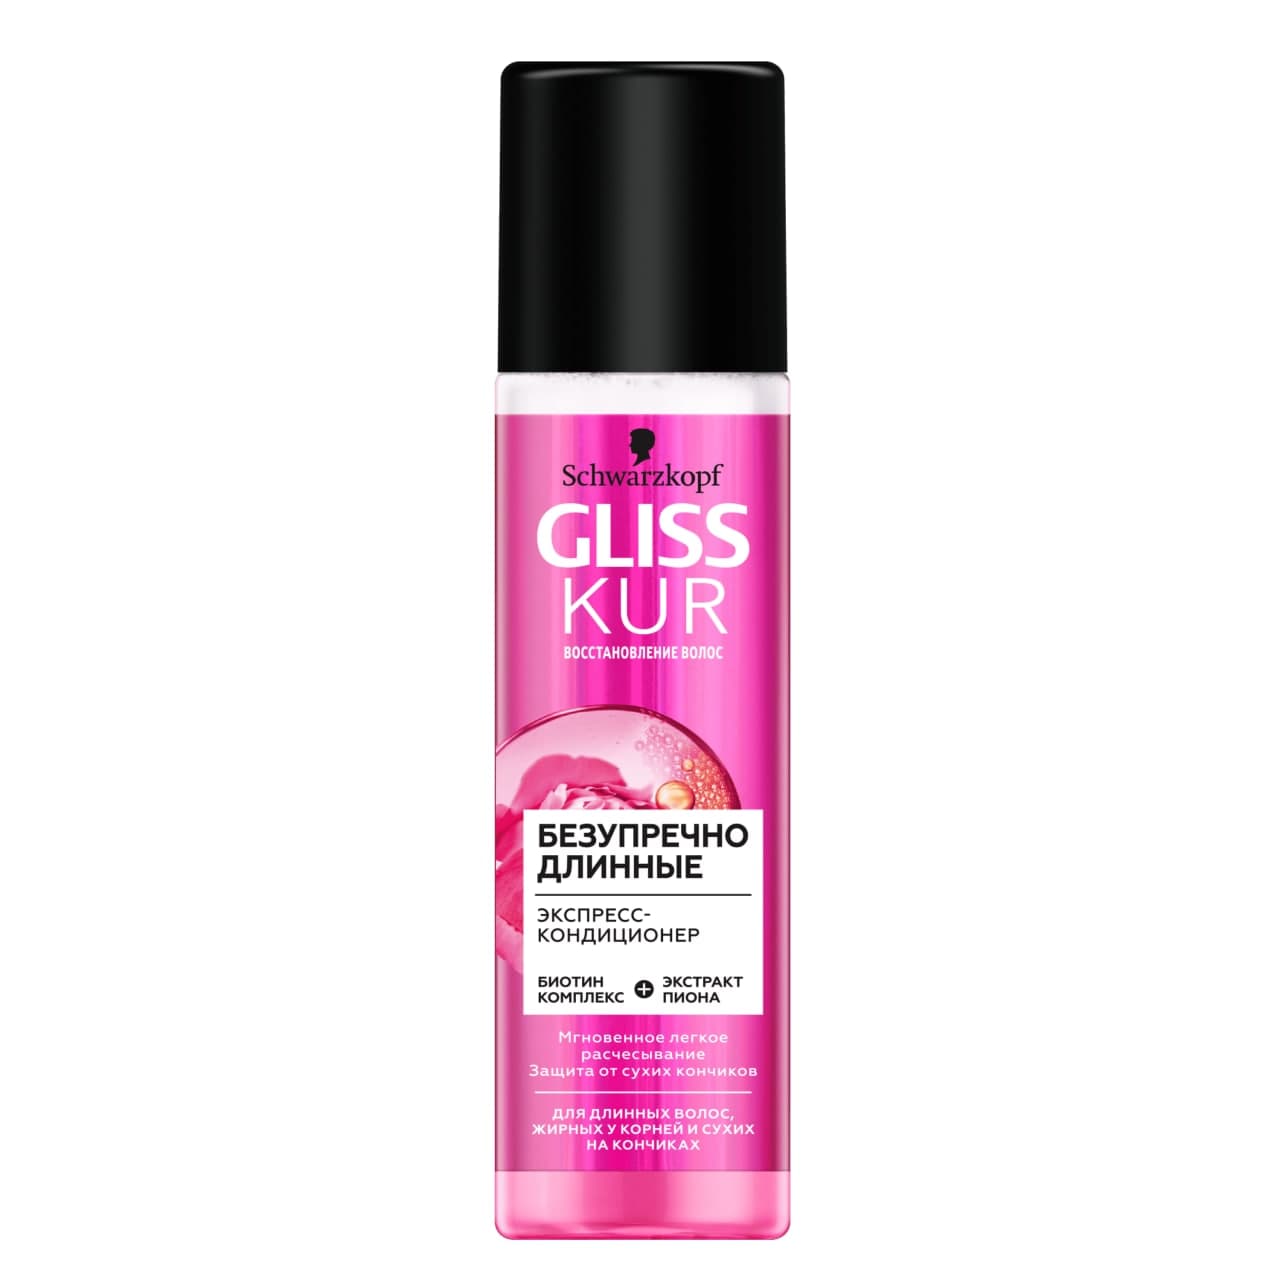 Schwarzkopf
GLISS
KUR
ВОССТАНОВЛЕНИЕ ВОЛОС
БЕЗУПРЕЧНО
ДЛИННЫЕ
ЭКСПРЕСС-
КОНДИЦИОНЕР
БИОТИН
КОМПЛЕКС + ЭКСТРАКТ
ПИОНА
Мгновенное легкое
расчесывание
Защита от сухих кончиков
ДЛЯ ДЛИННЫХ ВОЛОС,
ЖИРНЫХ У КОРНЕЙ И СУХИХ
НА КОНЧИКАХ